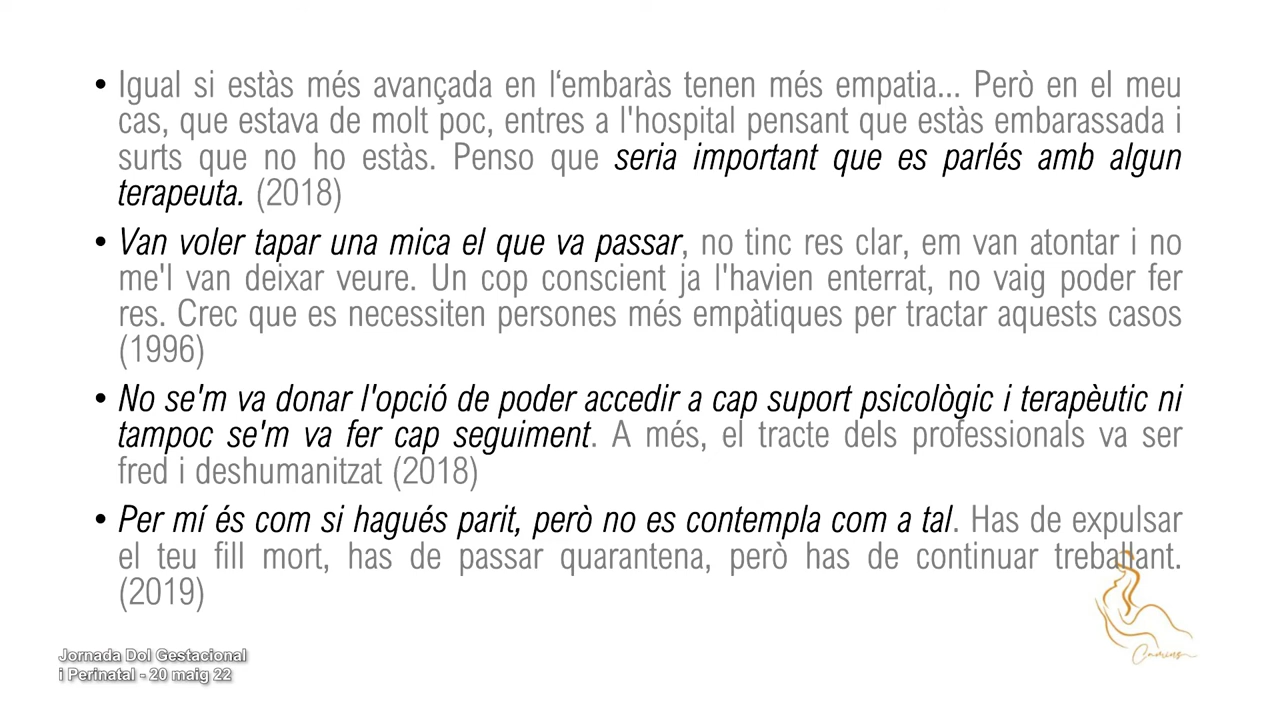 • Igual si estàs més avançada en l‘embaràs tenen més empatia... Però en el meu
cas, que estava de molt poc, entres a l'hospital pensant que estàs embarassada i
surts que no ho estàs. Penso que seria important que es parlés amb algun
terapeuta. (2018)
• Van voler tapar una mica el que va passar, no tinc res clar, em van atontar i no
me'l van deixar veure. Un cop conscient ja l'havien enterrat, no vaig poder fer
res. Crec que es necessiten persones més empàtiques per tractar aquests casos
(1996)
• No se'm va donar l'opció de poder accedir a cap suport psicològic i terapèutic ni
tampoc se'm va fer cap seguiment. A més, el tracte dels professionals va ser
fred i deshumanitzat (2018)
• Per mí és com si hagués parit, però no es contempla com a tal. Has de expulsar
el teu fill mort, has de passar quarantena, però has de continuar treballant.
(2019)
Jornada Dol Gestacional
i Perinatal - 20 maig 22
Camins